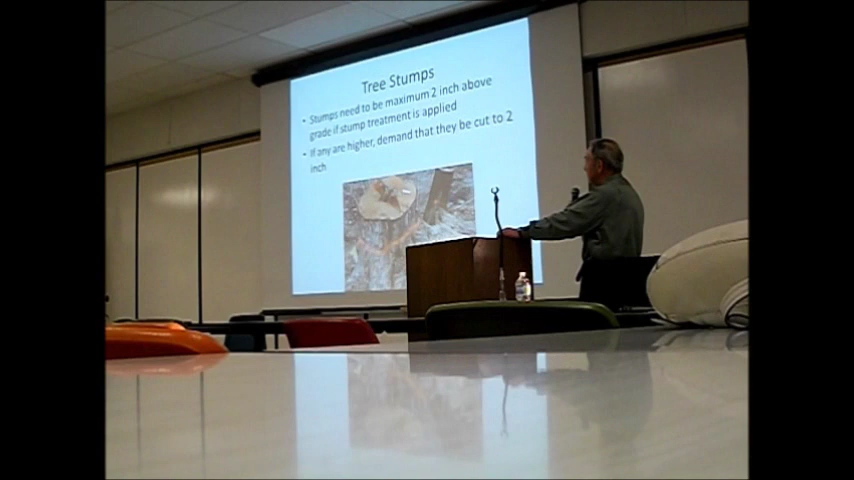 Tree Stumps
• Stumps need to be maximum 2 inch above
grade if stump treatment is applied
• If any are higher, demand that they be cut to 2
inch